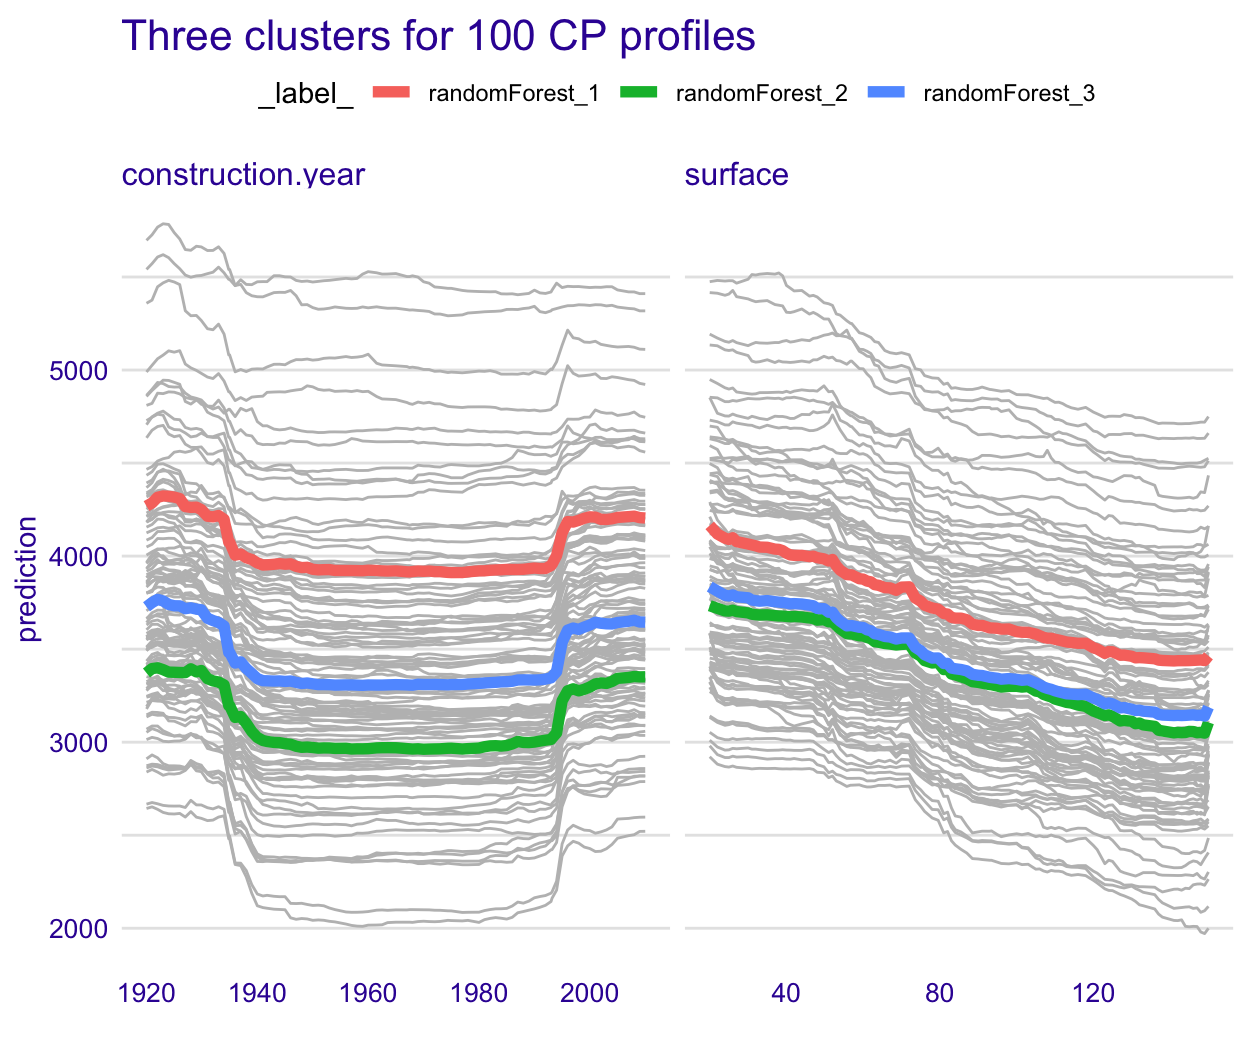 Three clusters for 100 CP profiles
_label_ randomForest_1 randomForest_2 randomForest_3
construction.year surface
prediction
5000
4000
3000
2000
1920 1940 1960 1980 2000 40 80 120